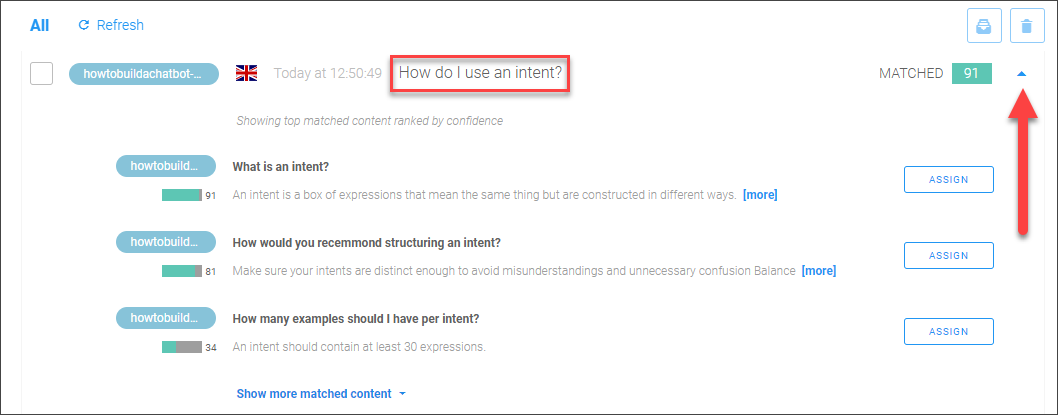 All Refresh
howtobuildachatbot-... Today at 12:50:49 How do I use an intent? MATCHED 91
Showing top matched content ranked by confidence
howtobuild... What is an intent?
91 An intent is a box of expressions that mean the same thing but are constructed in different ways. [more] ASSIGN
howtobuild... How would you recemmond structuring an intent?
81 Make sure your intents are distinct enough to avoid misunderstandings and unnecessary confusion Balance [more] ASSIGN
howtobuild... How many examples should I have per intent?
34 An intent should contain at least 30 expressions. ASSIGN
Show more matched content